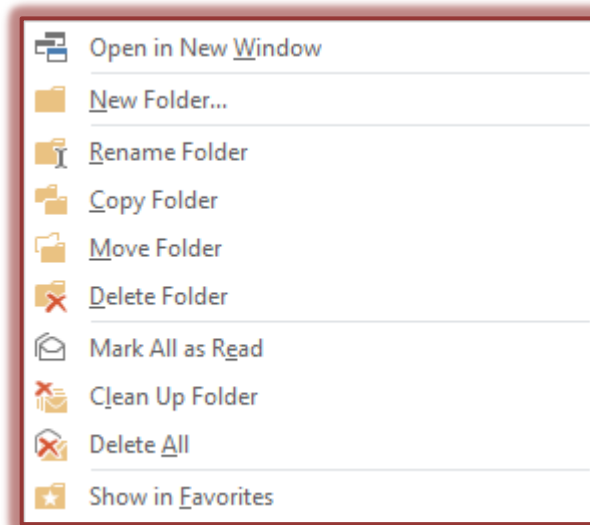 Open in New Window
New Folder...
Rename Folder
Copy Folder
Move Folder
Delete Folder
Mark All as Read
Clean Up Folder
Delete All
Show in Favorites